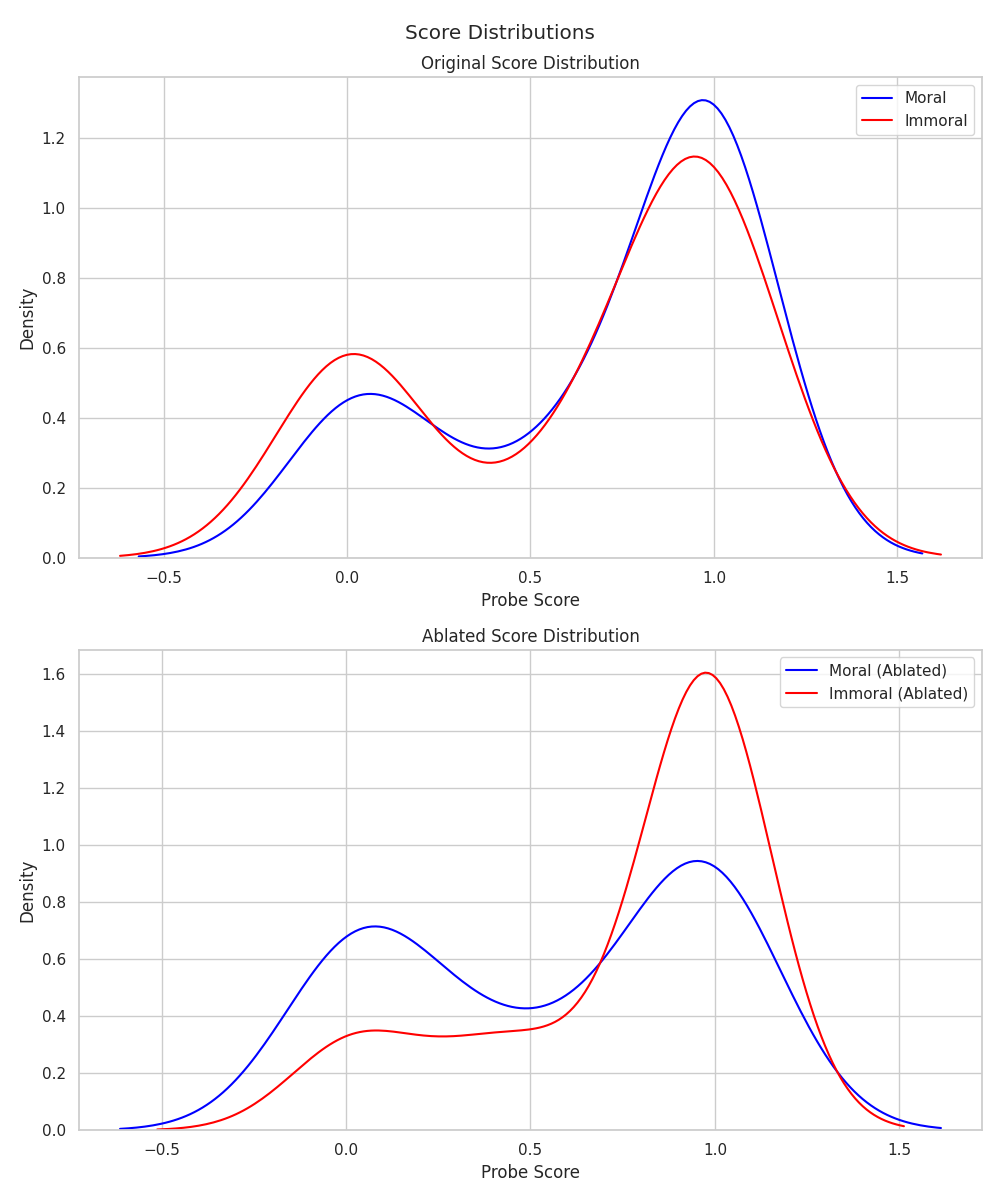 Score Distributions
Original Score Distribution
Moral
Immoral
1.2
1.0
0.8
0.6
0.4
0.2
0.0
Density
−0.5
0.0
0.5
1.0
1.5
Probe Score
Ablated Score Distribution
Moral (Ablated)
Immoral (Ablated)
1.6
1.4
1.2
1.0
0.8
0.6
0.4
0.2
0.0
Density
−0.5
0.0
0.5
1.0
1.5
Probe Score